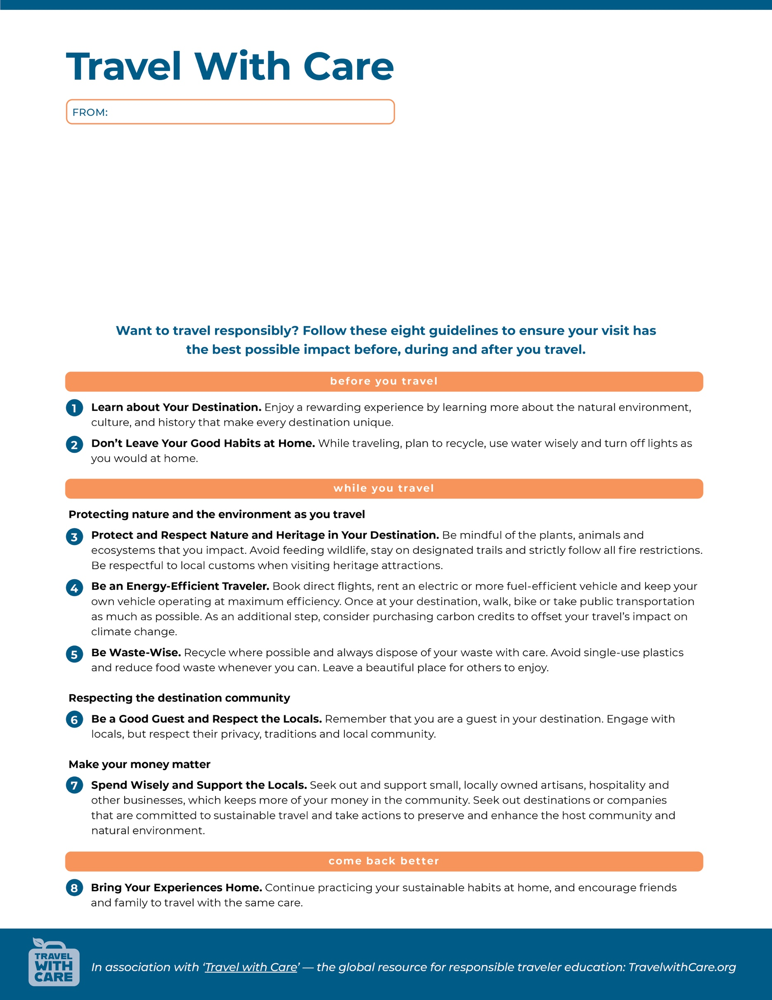 Travel With Care
FROM:
Want to travel responsibly? Follow these eight guidelines to ensure your visit has
the best possible impact before, during and after you travel.
before you travel
1 Learn about Your Destination. Enjoy a rewarding experience by learning more about the natural environment,
culture, and history that make every destination unique.
2 Don’t Leave Your Good Habits at Home. While traveling, plan to recycle, use water wisely and turn off lights as
you would at home.
while you travel
Protecting nature and the environment as you travel
3 Protect and Respect Nature and Heritage in Your Destination. Be mindful of the plants, animals and
ecosystems that you impact. Avoid feeding wildlife, stay on designated trails and strictly follow all fire restrictions.
Be respectful to local customs when visiting heritage attractions.
4 Be an Energy-Efficient Traveler. Book direct flights, rent an electric or more fuel-efficient vehicle and keep your
own vehicle operating at maximum efficiency. Once at your destination, walk, bike or take public transportation
as much as possible. As an additional step, consider purchasing carbon credits to offset your travel’s impact on
climate change.
5 Be Waste-Wise. Recycle where possible and always dispose of your waste with care. Avoid single-use plastics
and reduce food waste whenever you can. Leave a beautiful place for others to enjoy.
Respecting the destination community
6 Be a Good Guest and Respect the Locals. Remember that you are a guest in your destination. Engage with
locals, but respect their privacy, traditions and local community.
Make your money matter
7 Spend Wisely and Support the Locals. Seek out and support small, locally owned artisans, hospitality and
other businesses, which keeps more of your money in the community. Seek out destinations or companies
that are committed to sustainable travel and take actions to preserve and enhance the host community and
natural environment.
come back better
8 Bring Your Experiences Home. Continue practicing your sustainable habits at home, and encourage friends
and family to travel with the same care.
TRAVEL
WITH
CARE
In association with ‘Travel with Care’ — the global resource for responsible traveler education: TravelwithCare.org